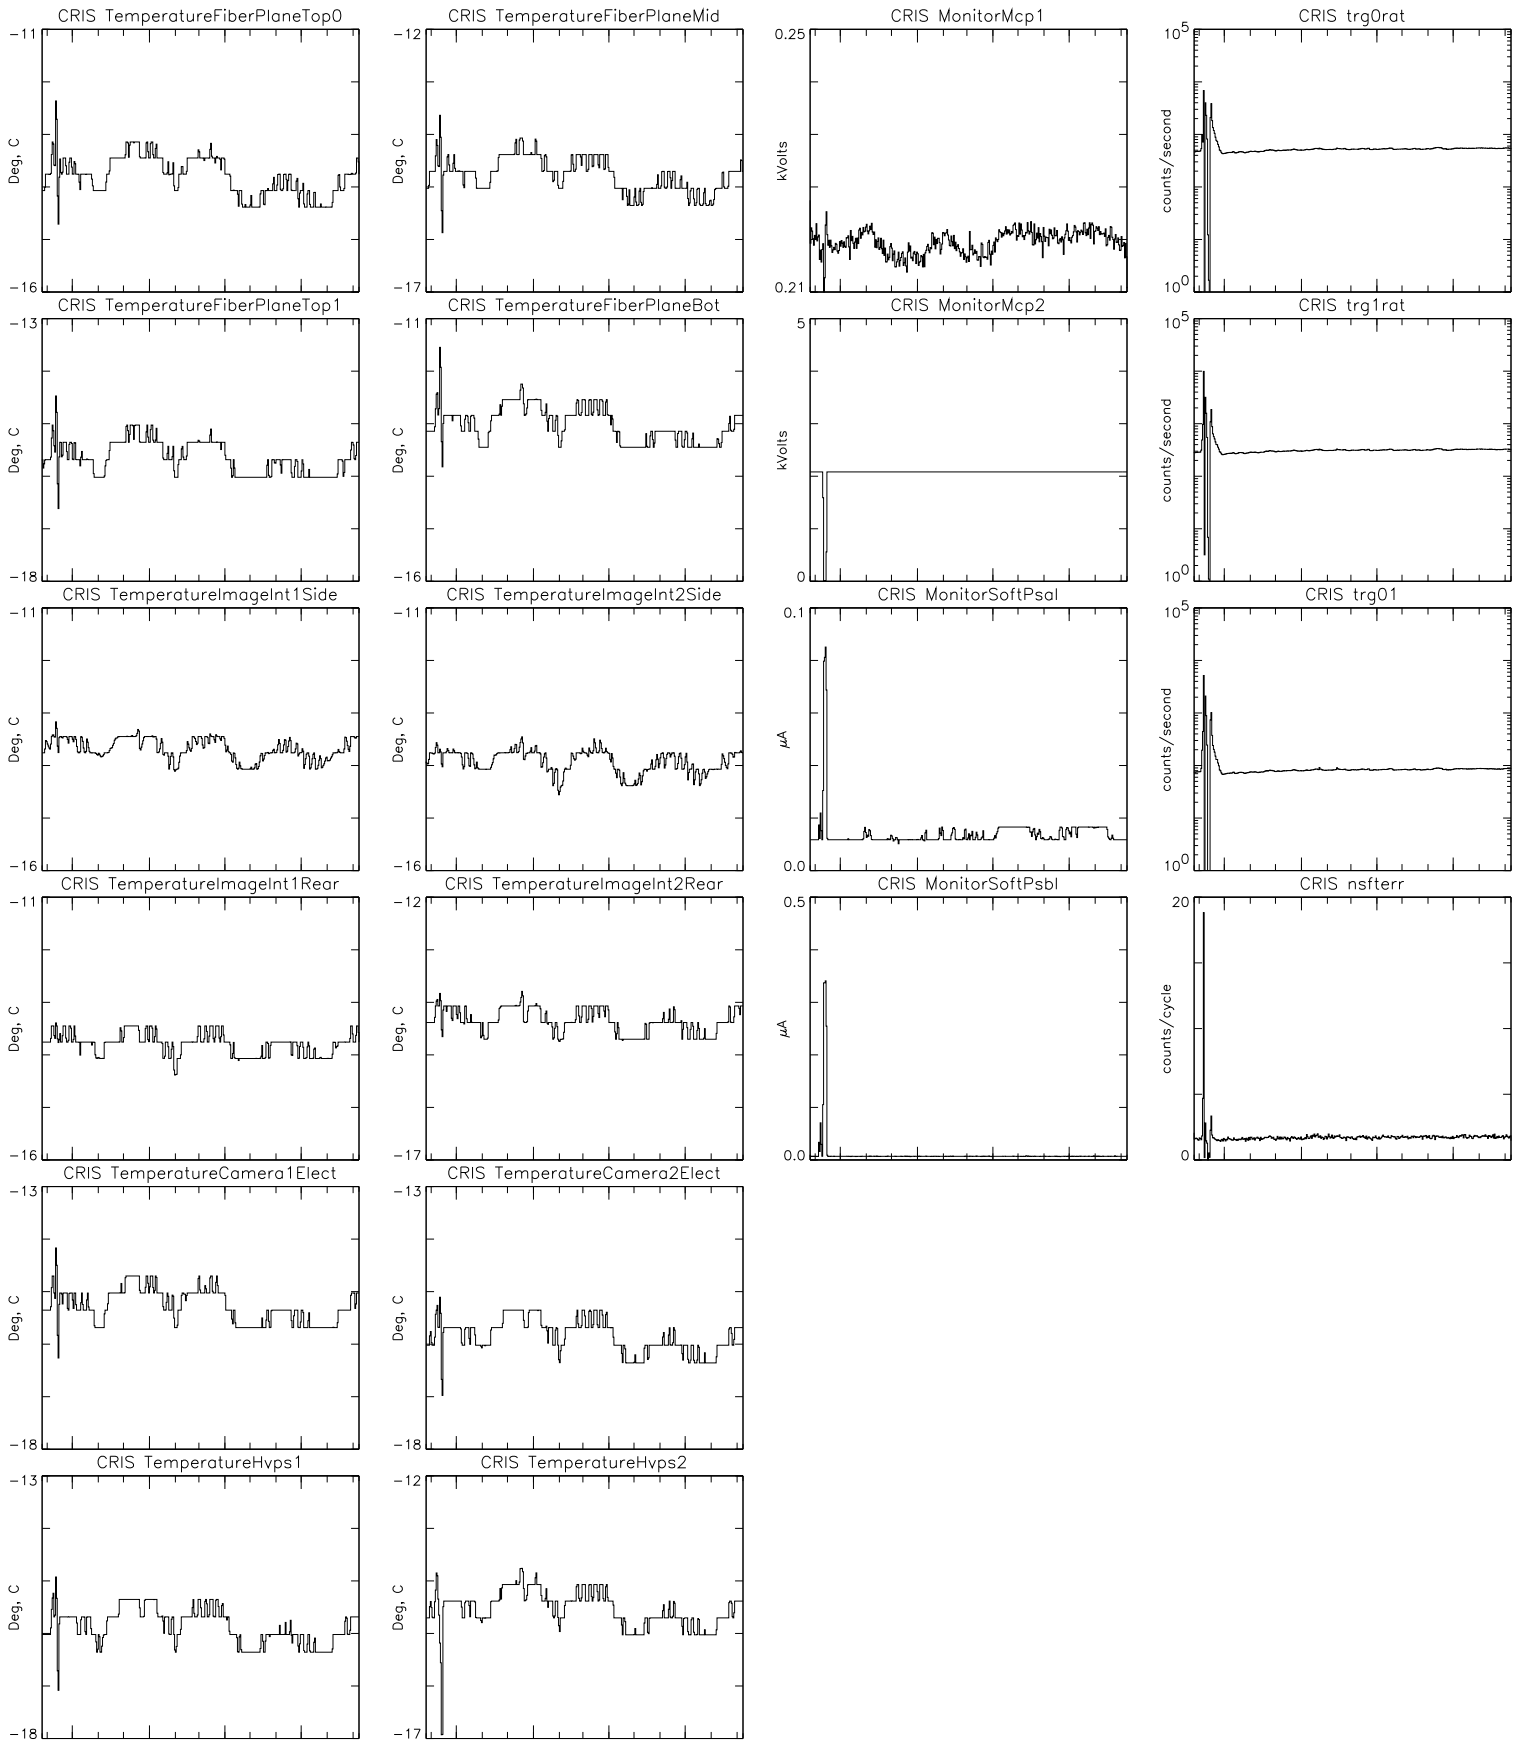 CRIS TemperatureFiberPlaneTop0
-11
Deg, C
-16
CRIS TemperatureFiberPlaneMid
-12
Deg, C
-17
CRIS MonitorMcp1
0.25
kVolts
0.21
CRIS trg0rat
10^5
counts/second
10^0
CRIS TemperatureFiberPlaneTop1
-13
Deg, C
-18
CRIS TemperatureFiberPlaneBot
-11
Deg, C
-16
CRIS MonitorMcp2
5
kVolts
0
CRIS trg1rat
10^5
counts/second
10^0
CRIS TemperatureImageInt1Side
-11
Deg, C
-16
CRIS TemperatureImageInt2Side
-11
Deg, C
-16
CRIS MonitorSoftPsaI
0.1
μA
0.0
CRIS trg01
10^5
counts/second
10^0
CRIS TemperatureImageInt1Rear
-11
Deg, C
-16
CRIS TemperatureImageInt2Rear
-12
Deg, C
-17
CRIS MonitorSoftPsbI
0.5
μA
0.0
CRIS nsfterr
20
counts/cycle
0
CRIS TemperatureCamera1Elect
-13
Deg, C
-18
CRIS TemperatureCamera2Elect
-13
Deg, C
-18
CRIS TemperatureHvps1
-13
Deg, C
-18
CRIS TemperatureHvps2
-12
Deg, C
-17